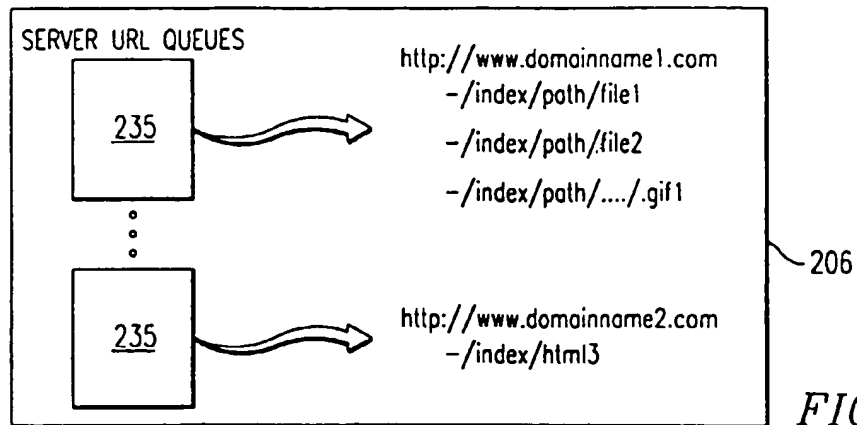 SERVER URL QUEUES
http://www.domainname1.com
-/index/path/file1
235
-/index/path/.file2
-/index/path/..../.gif1
206
http://www.domainname2.com
235
-/index/html3
FIG